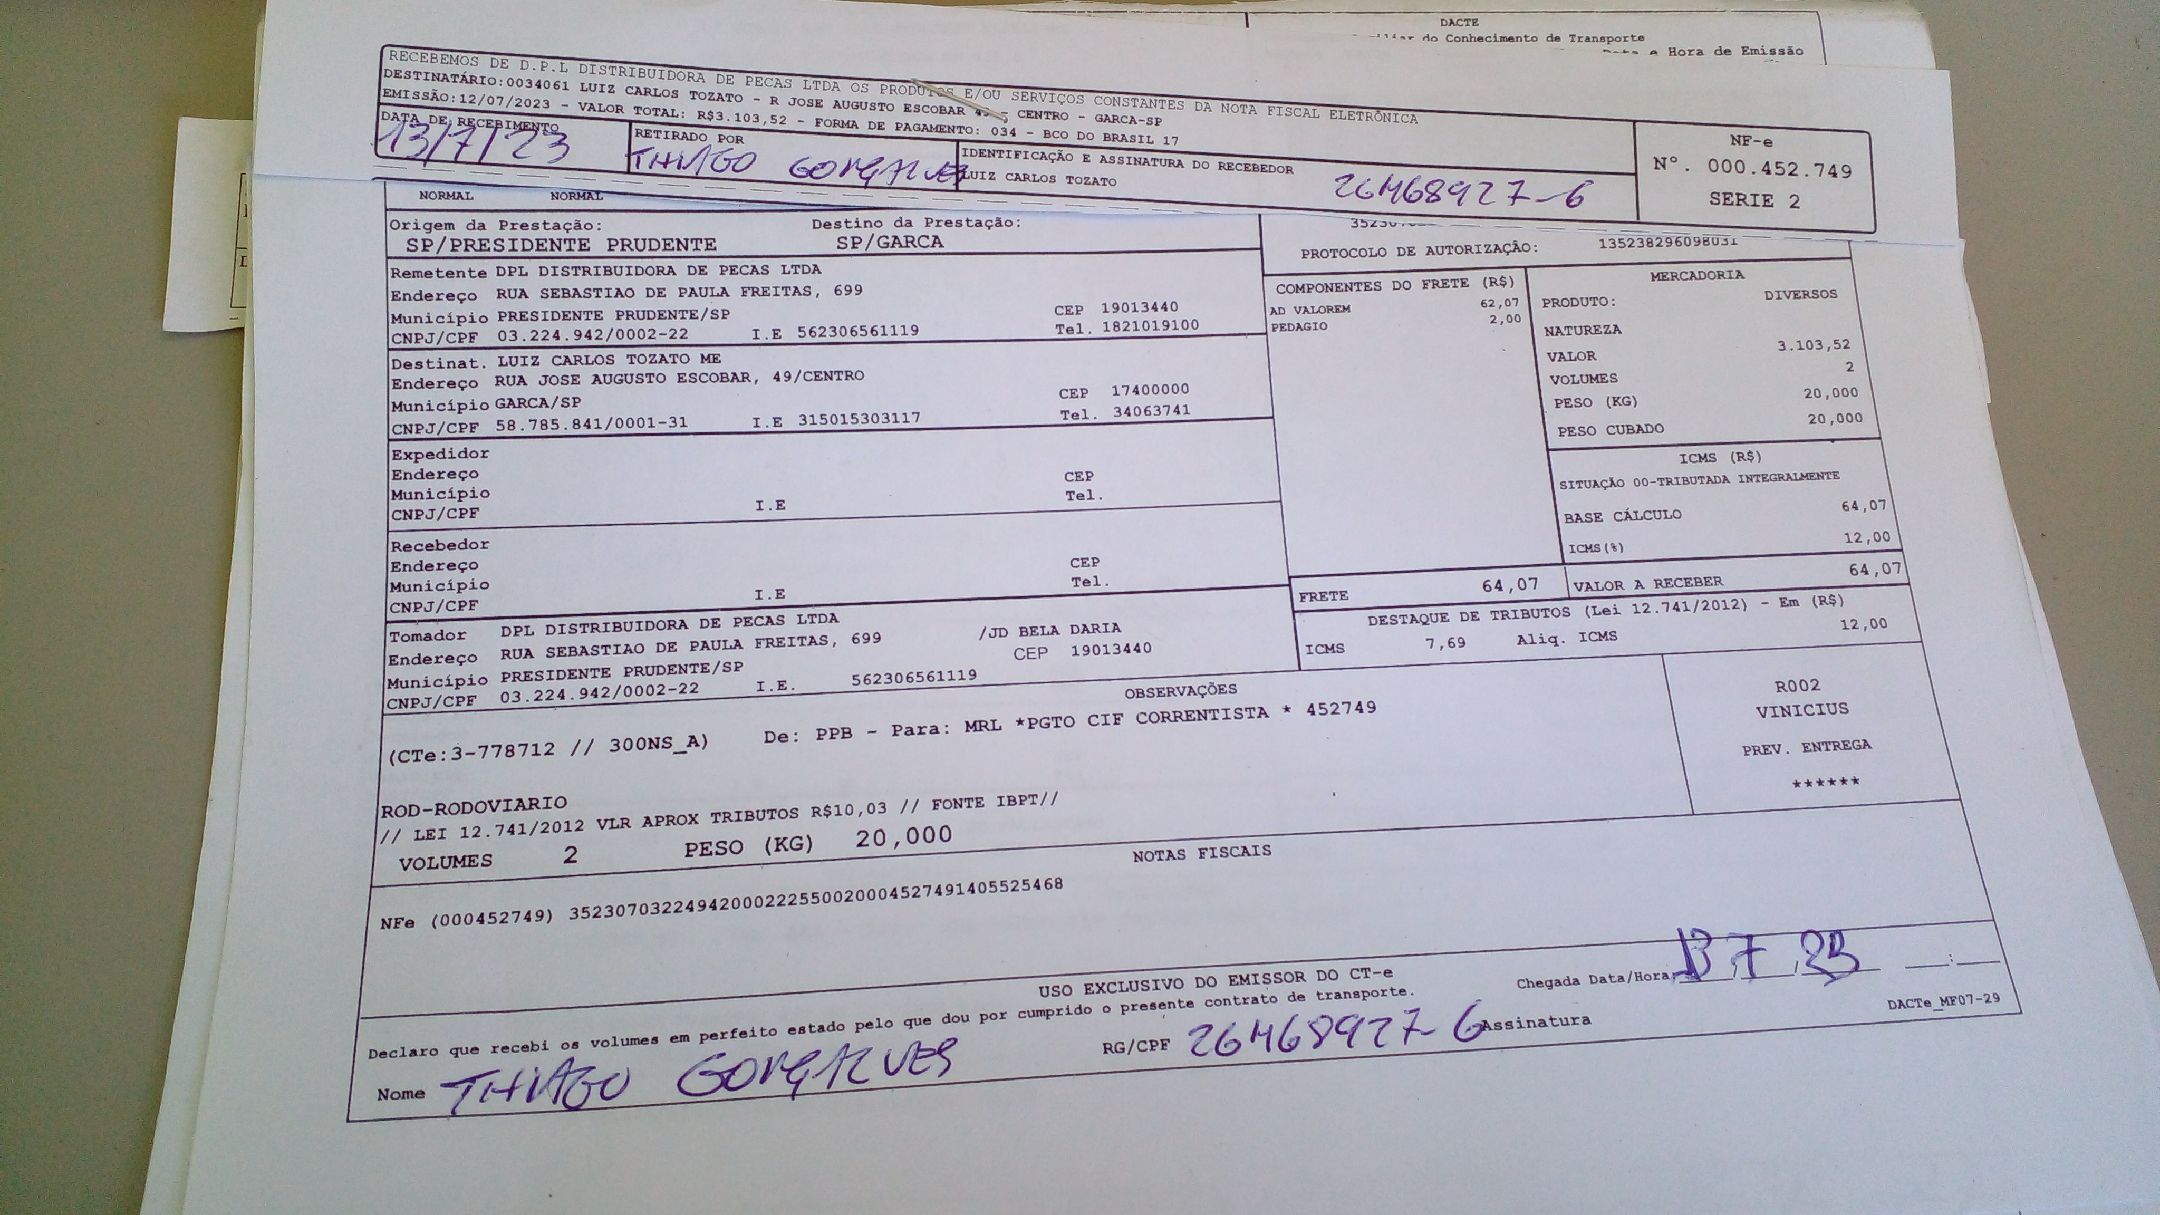 DACTE
do Conhecimento de Transporte
e Hora de Emissão
RECEBEMOS DE D.P.L DISTRIBUIDORA DE PECAS LTDA OS PRODUTOS E/OU SERVIÇOS CONSTANTES DA NOTA FISCAL ELETRÔNICA
DESTINATÁRIO:0034061 LUIZ CARLOS TOZATO - R JOSE AUGUSTO ESCOBAR CENTRO - GARCA-SP
EMISSÃO:12/07/2023 - VALOR TOTAL: R$3.103,52 - FORMA DE PAGAMENTO: 034 - BCO DO BRASIL 17
DATA DE RECEBIMENTO
13/7/23
RETIRADO POR
THIAGO GONÇALVES
IDENTIFICAÇÃO E ASSINATURA DO RECEBEDOR
LUIZ CARLOS TOZATO
26468927-6
NF-e
Nº. 000.452.749
SERIE 2
NORMAL NORMAL
Origem da Prestação: Destino da Prestação:
SP/PRESIDENTE PRUDENTE SP/GARCA
PROTOCOLO DE AUTORIZAÇÃO: 135238296098031
Remetente DPL DISTRIBUIDORA DE PECAS LTDA
Endereço RUA SEBASTIAO DE PAULA FREITAS, 699
Município PRESIDENTE PRUDENTE/SP CEP 19013440
CNPJ/CPF 03.224.942/0002-22 I.E 562306561119 Tel. 1821019100
Destinat. LUIZ CARLOS TOZATO ME
Endereço RUA JOSE AUGUSTO ESCOBAR, 49/CENTRO
Município GARCA/SP CEP 17400000
CNPJ/CPF 58.785.841/0001-31 I.E 315015303117 Tel. 34063741
Expedidor
Endereço
Município CEP
CNPJ/CPF I.E Tel.
Recebedor
Endereço
Município CEP
CNPJ/CPF I.E Tel.
Tomador DPL DISTRIBUIDORA DE PECAS LTDA
Endereço RUA SEBASTIAO DE PAULA FREITAS, 699 /JD BELA DARIA
Município PRESIDENTE PRUDENTE/SP CEP 19013440
CNPJ/CPF 03.224.942/0002-22 I.E. 562306561119
COMPONENTES DO FRETE (R$)
AD VALOREM 62,07
PEDAGIO 2,00
MERCADORIA
PRODUTO: DIVERSOS
NATUREZA
VALOR 3.103,52
VOLUMES 2
PESO (KG) 20,000
PESO CUBADO 20,000
ICMS (R$)
SITUAÇÃO 00-TRIBUTADA INTEGRALMENTE
BASE CÁLCULO 64,07
ICMS(%) 12,00
FRETE 64,07 VALOR A RECEBER 64,07
DESTAQUE DE TRIBUTOS (Lei 12.741/2012) - Em (R$)
ICMS 7,69 Aliq. ICMS 12,00
OBSERVAÇÕES
(CTe:3-778712 // 300NS_A) De: PPB - Para: MRL *PGTO CIF CORRENTISTA * 452749
R002
VINICIUS
PREV. ENTREGA
******
ROD-RODOVIARIO
// LEI 12.741/2012 VLR APROX TRIBUTOS R$10,03 // FONTE IBPT//
VOLUMES 2 PESO (KG) 20,000
NOTAS FISCAIS
NFe (000452749) 35230703224942000222550020004527491405525468
USO EXCLUSIVO DO EMISSOR DO CT-e
Declaro que recebi os volumes em perfeito estado pelo que dou por cumprido o presente contrato de transporte.
Chegada Data/Hora: 13 7 23
Nome THIAGO GONÇALVES RG/CPF 26468927-6 Assinatura
DACTe_MF07-29